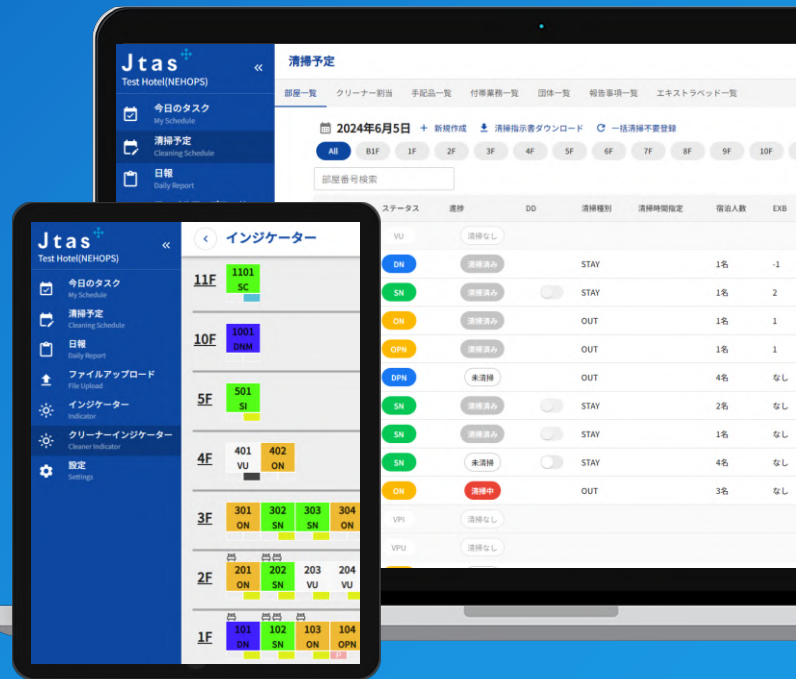 Jtas
Test Hotel(NEHOPS)
«
今日のタスク
My Schedule
清掃予定
Cleaning Schedule
日報
Daily Report
清掃予定
部屋一覧 クリーナー割当 手配品一覧 付帯業務一覧 団体一覧 報告事項一覧 エキストラベッド一覧
2024年6月5日 + 新規作成 清掃指示書ダウンロード 一括清掃不要登録
All B1F 1F 2F 3F 4F 5F 6F 7F 8F 9F 10F
部屋番号検索
ステータス 進捗 DD 清掃種別 清掃時間指定 宿泊人数 EXB
VU 清掃なし
DN 清掃済み STAY 1名 -1
SN 清掃済み STAY 1名 2
ON 清掃済み OUT 1名 1
OPN 清掃済み OUT 1名 1
DPN 未清掃 OUT 4名 なし
SN 清掃済み STAY 2名 なし
SN 清掃済み STAY 1名 なし
SN 未清掃 STAY 4名 なし
ON 清掃中 OUT 3名 なし
VPI 清掃なし
VPU 清掃なし
Jtas
Test Hotel(NEHOPS)
«
今日のタスク
My Schedule
清掃予定
Cleaning Schedule
日報
Daily Report
ファイルアップロード
File Upload
インジケーター
Indicator
クリーナーインジケーター
Cleaner Indicator
設定
Settings
‹ インジケーター
11F 1101
SC
10F 1001
DNM
5F 501
SI
4F 401 402
VU ON
3F 301 302 303 304
ON SN SN ON
2F 201 202 203 204
ON SN VU VU
1F 101 102 103 104
DN SN ON OPN